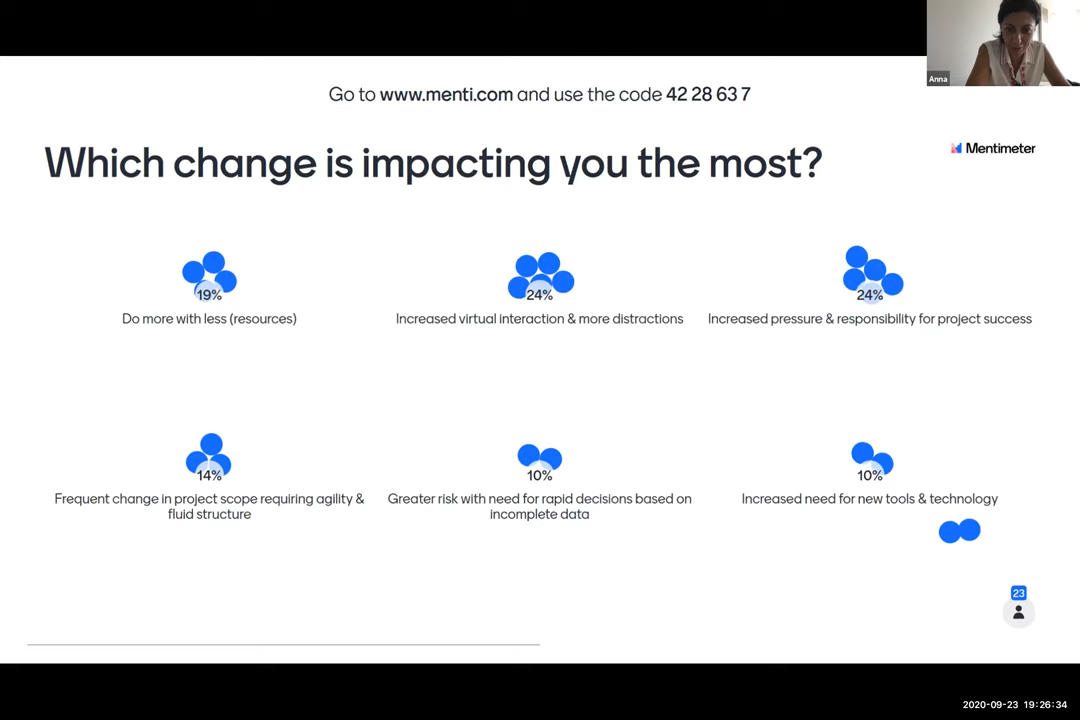 Anna
Go to www.menti.com and use the code 42 28 63 7
Which change is impacting you the most?
Mentimeter
19%
24%
24%
Do more with less (resources)
Increased virtual interaction & more distractions
Increased pressure & responsibility for project success
14%
10%
10%
Frequent change in project scope requiring agility &
fluid structure
Greater risk with need for rapid decisions based on
incomplete data
Increased need for new tools & technology
23
2020-09-23 19:26:34